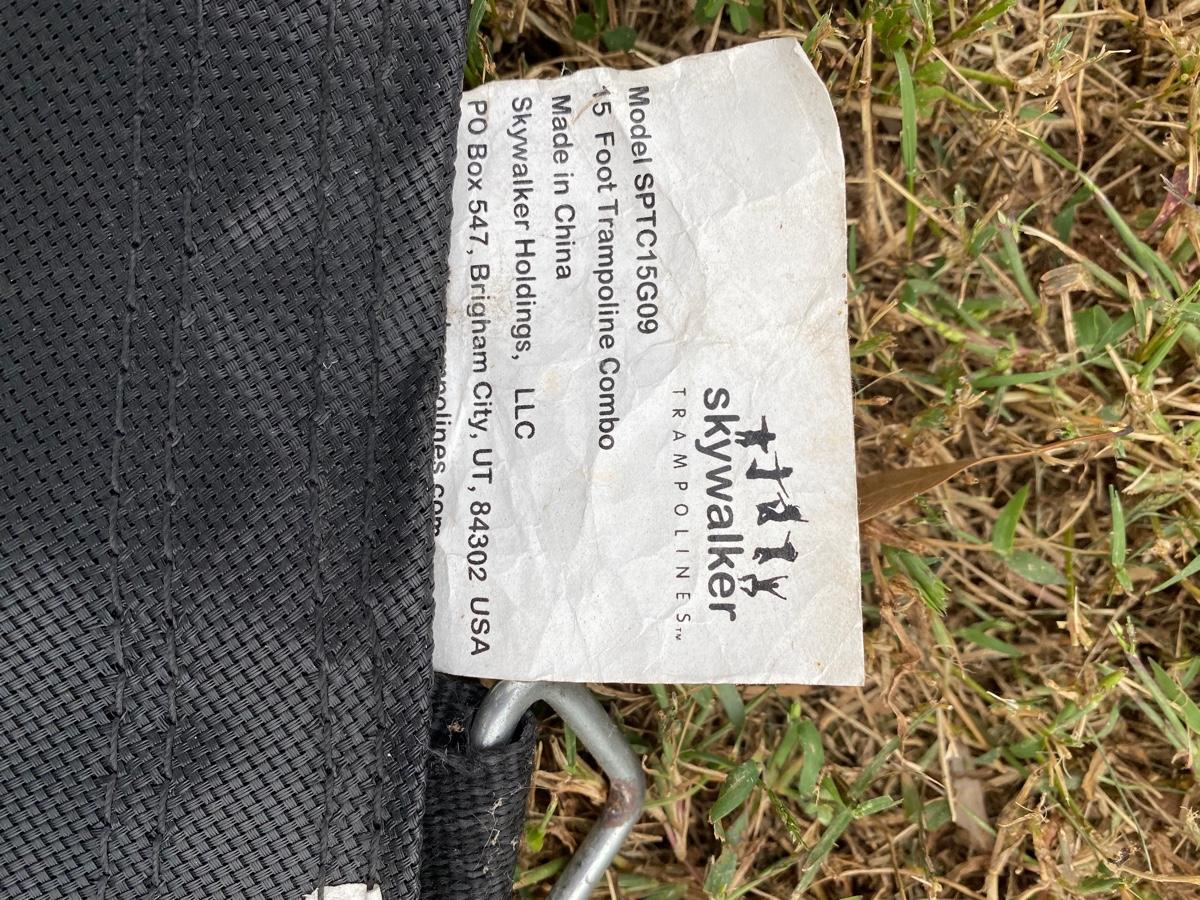 skywalker
TRAMPOLINES™
Model SPTC15G09
15 Foot Trampoline Combo
Made in China
Skywalker Holdings, LLC
PO Box 547, Brigham City, UT, 84302 USA